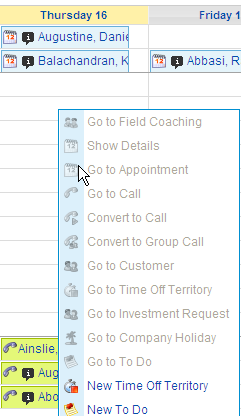 Thursday 16
Friday 1
Augustine, Danie
Balachandran, K
Abbasi, R
Go to Field Coaching
Show Details
Go to Appointment
Go to Call
Convert to Call
Convert to Group Call
Go to Customer
Go to Time Off Territory
Go to Investment Request
Go to Company Holiday
Go to To Do
New Time Off Territory
New To Do
Ainslie,
Aug
Abo